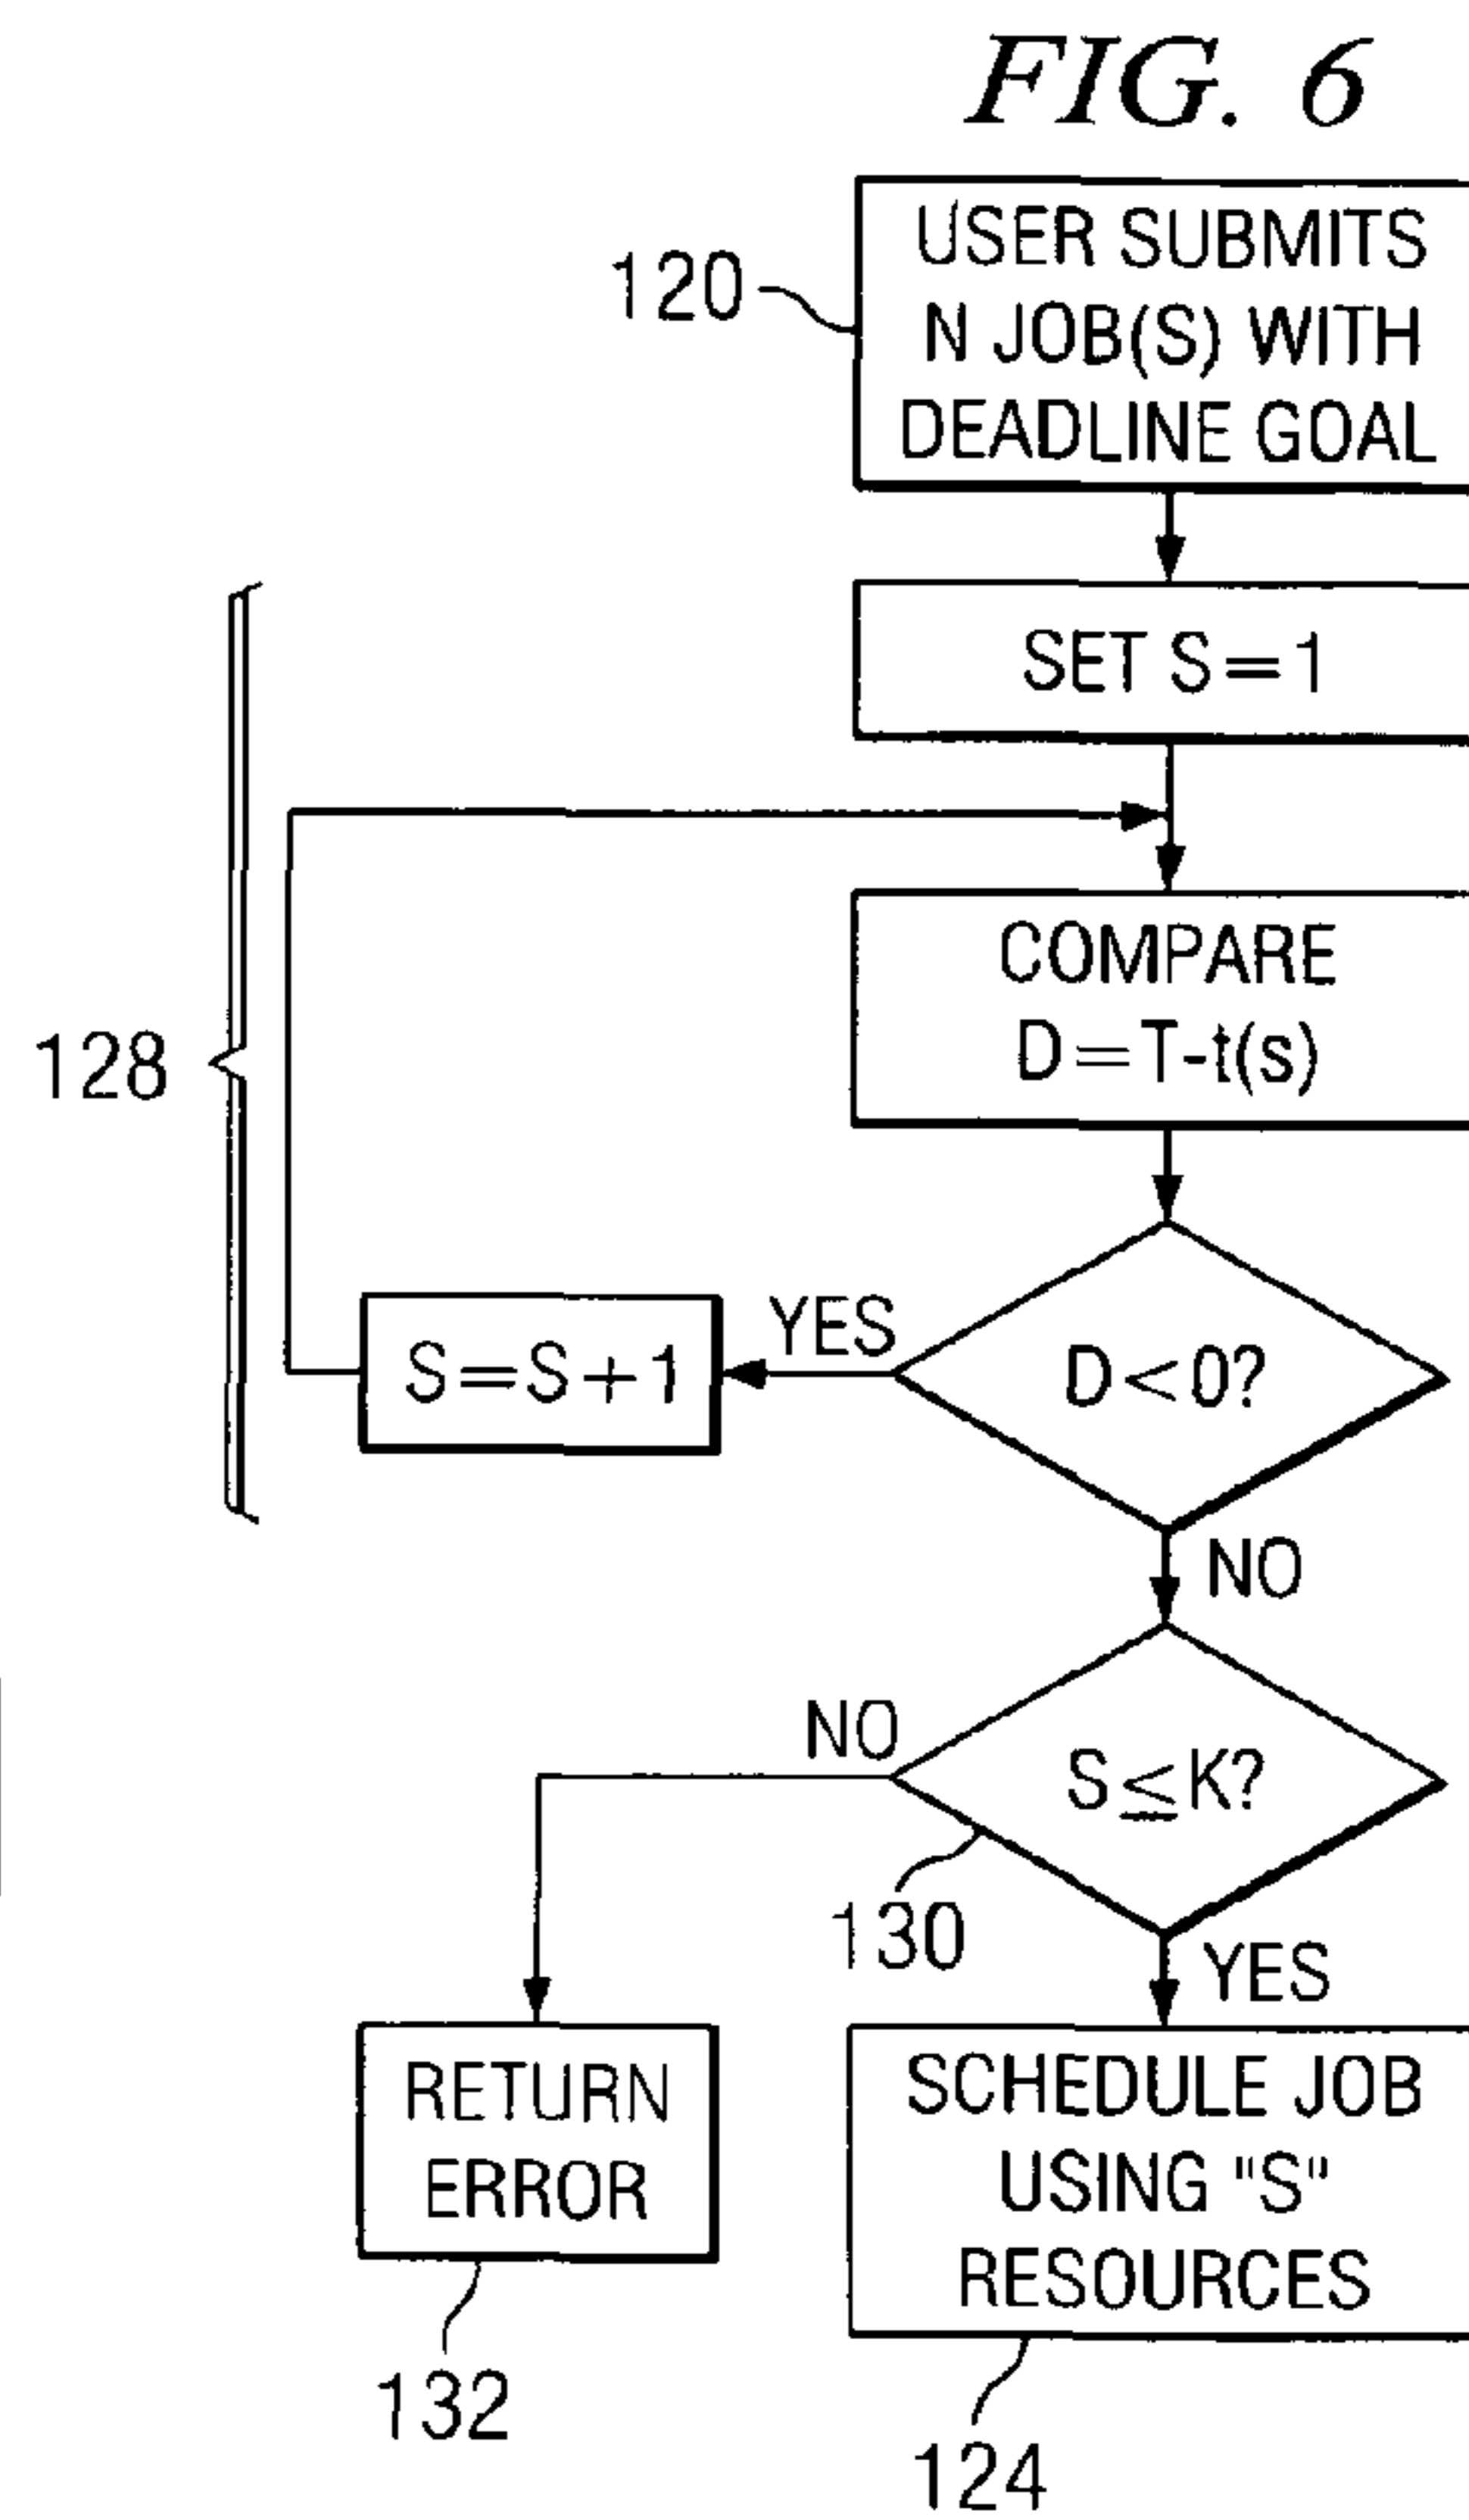 FIG. 6
USER SUBMITS
N JOB(S) WITH
DEADLINE GOAL
120
SET S=1
COMPARE
D=T-t(s)
128
D<0?
YES
S=S+1
NO
S≤K?
NO
130
YES
RETURN
ERROR
SCHEDULE JOB
USING "S"
RESOURCES
132
124